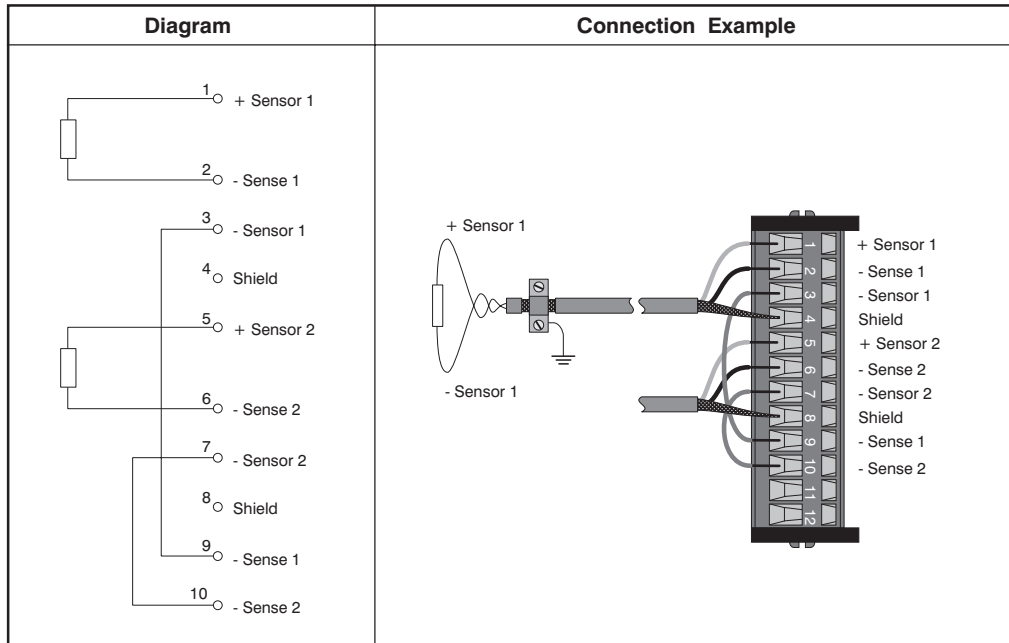 Diagram
Connection Example
1
+ Sensor 1
2
- Sense 1
3
- Sensor 1
4
Shield
5
+ Sensor 2
6
- Sense 2
7
- Sensor 2
8
Shield
9
- Sense 1
10
- Sense 2
+ Sensor 1
- Sensor 1
1
+ Sensor 1
2
- Sense 1
3
- Sensor 1
4
Shield
5
+ Sensor 2
6
- Sense 2
7
- Sensor 2
8
Shield
9
- Sense 1
10
- Sense 2
11
12